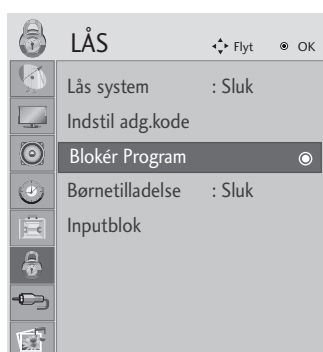 LÅS Flyt OK
Lås system : Sluk
Indstil adg.kode
Blokér Program
Børnetilladelse : Sluk
Inputblok